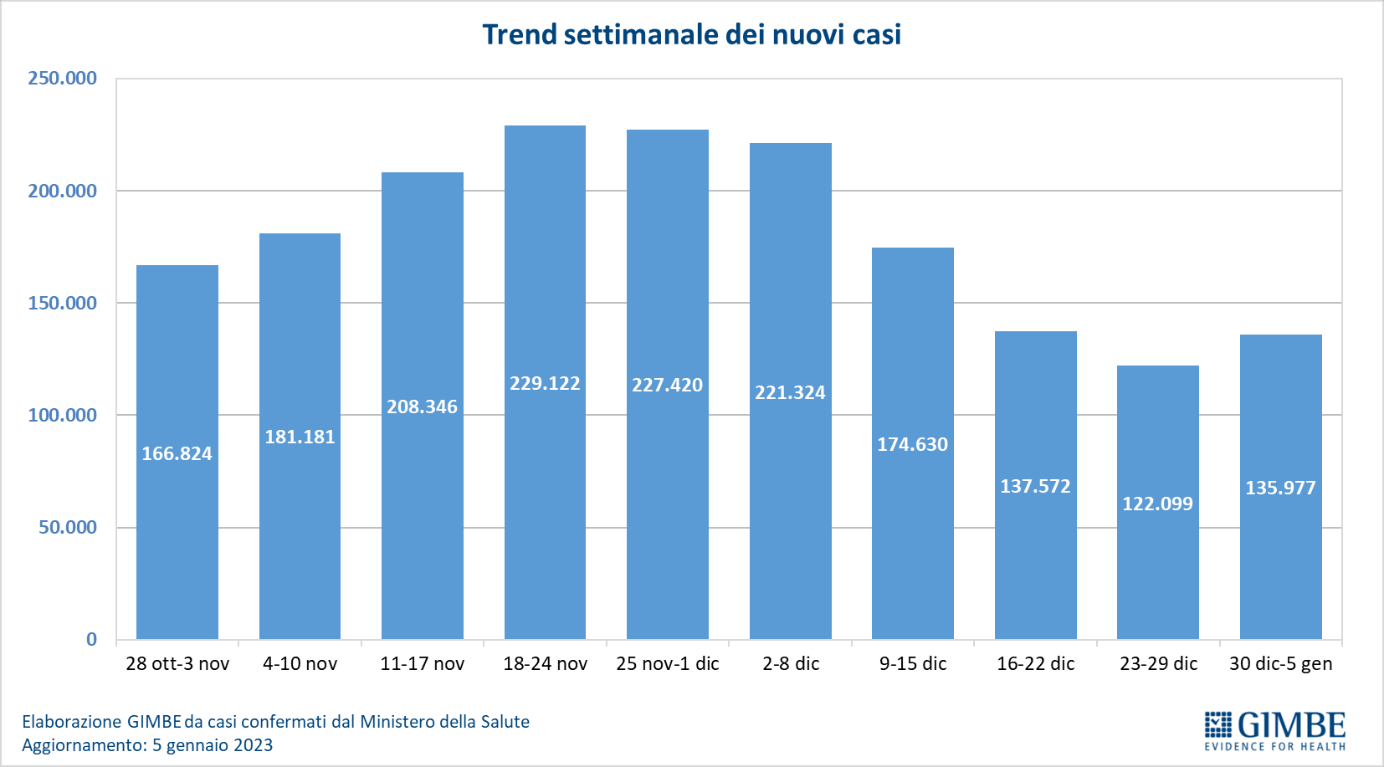 Trend settimanale dei nuovi casi
250.000
200.000
150.000
100.000
50.000
0
166.824
181.181
208.346
229.122
227.420
221.324
174.630
137.572
122.099
135.977
28 ott-3 nov
4-10 nov
11-17 nov
18-24 nov
25 nov-1 dic
2-8 dic
9-15 dic
16-22 dic
23-29 dic
30 dic-5 gen
Elaborazione GIMBE da casi confermati dal Ministero della Salute
Aggiornamento: 5 gennaio 2023
GIMBE
EVIDENCE FOR HEALTH